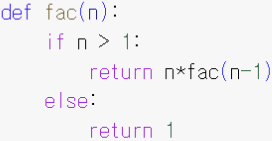 def fac(n):
    if n > 1:
        return n*fac(n-1)
    else:
        return 1